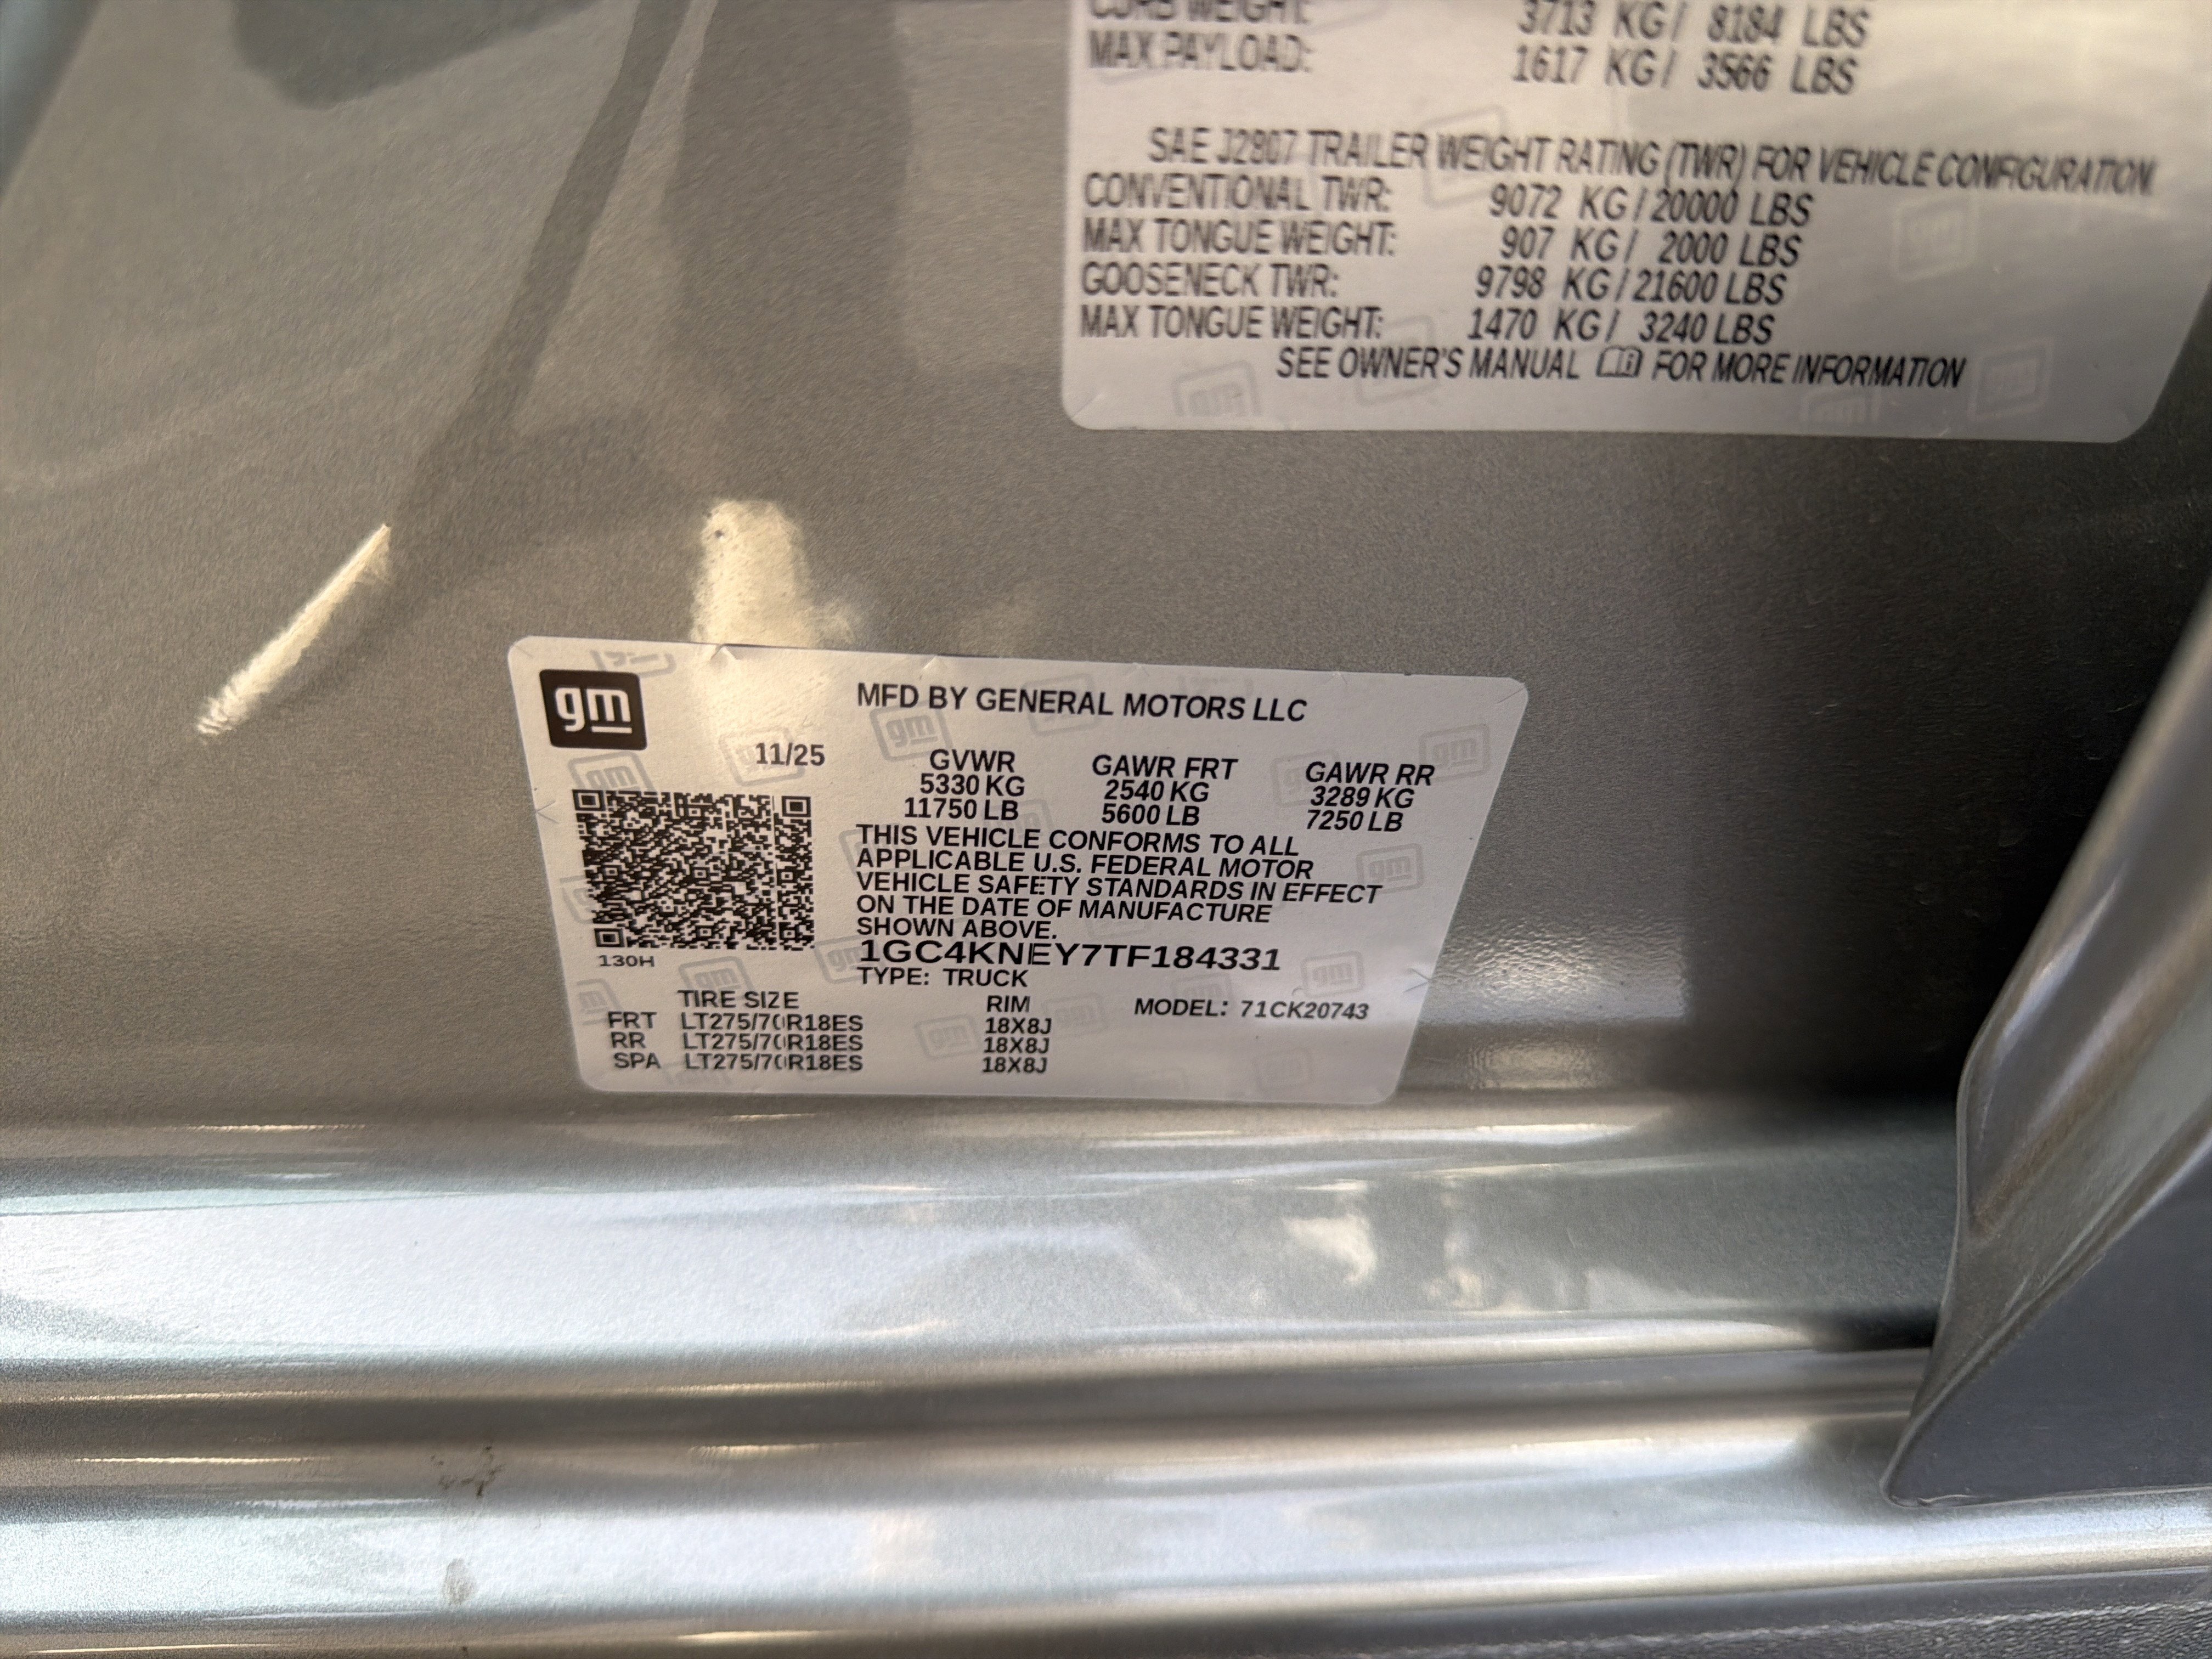 CURB WEIGHT: 3713 KG / 8184 LBS
MAX PAYLOAD: 1617 KG / 3566 LBS
SAE J2807 TRAILER WEIGHT RATING (TWR) FOR VEHICLE CONFIGURATION.
CONVENTIONAL TWR: 9072 KG / 20000 LBS
MAX TONGUE WEIGHT: 907 KG / 2000 LBS
GOOSENECK TWR: 9798 KG / 21600 LBS
MAX TONGUE WEIGHT: 1470 KG / 3240 LBS
SEE OWNER'S MANUAL FOR MORE INFORMATION
gm
MFD BY GENERAL MOTORS LLC
11/25
GVWR GAWR FRT GAWR RR
5330 KG 2540 KG 3289 KG
11750 LB 5600 LB 7250 LB
THIS VEHICLE CONFORMS TO ALL
APPLICABLE U.S. FEDERAL MOTOR
VEHICLE SAFETY STANDARDS IN EFFECT
ON THE DATE OF MANUFACTURE
SHOWN ABOVE.
1GC4KNEY7TF184331
130H
TYPE: TRUCK
TIRE SIZE RIM MODEL: 71CK20743
FRT LT275/70R18ES 18X8J
RR LT275/70R18ES 18X8J
SPA LT275/70R18ES 18X8J